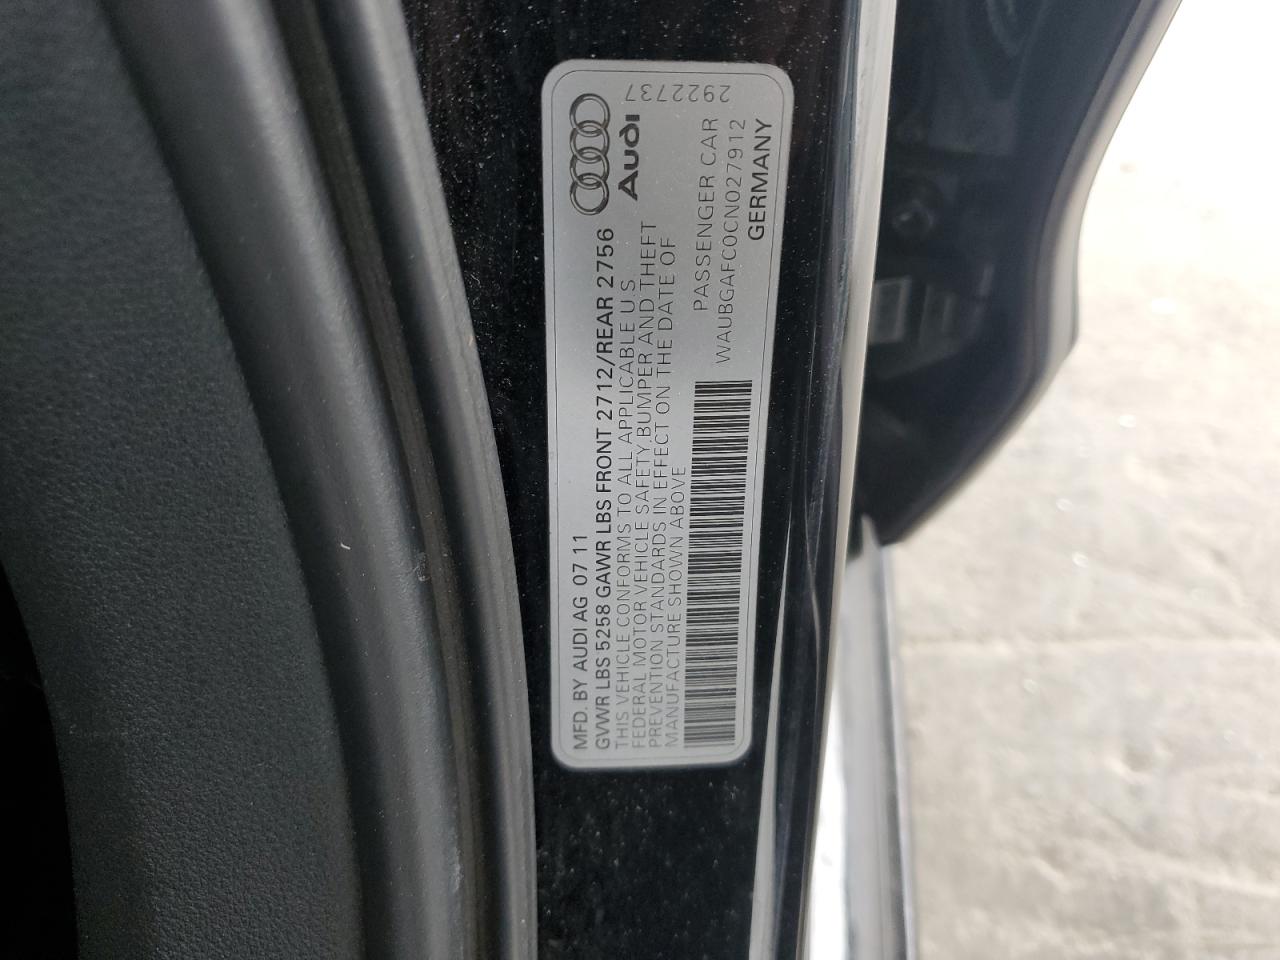 MFD. BY AUDI AG 07 11
GVWR LBS 5258 GAWR LBS FRONT 2712/REAR 2756
THIS VEHICLE CONFORMS TO ALL APPLICABLE U.S.
FEDERAL MOTOR VEHICLE SAFETY,BUMPER AND THEFT
PREVENTION STANDARDS IN EFFECT ON THE DATE OF
MANUFACTURE SHOWN ABOVE
Audi
2922737
PASSENGER CAR
WAUBGAFC0CN027912
GERMANY